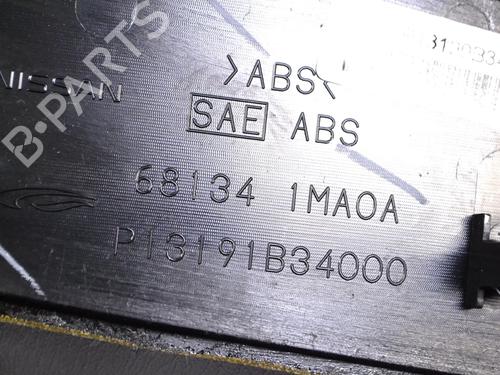 NISSAN
>ABS<
SAE ABS
68134 1MA0A
P13191B34000
B-PARTS